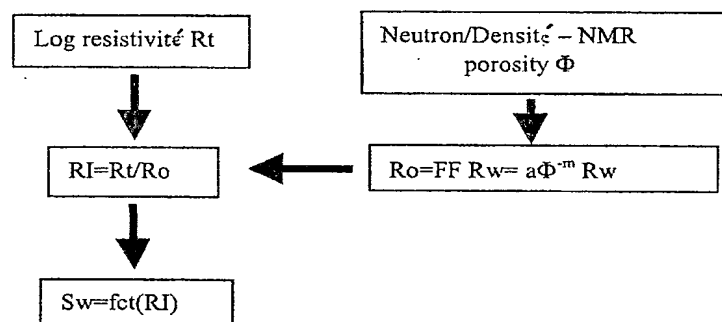 Log resistivité Rt
Neutron/Densité – NMR
porosity Φ
RI=Rt/Ro
Ro=FF Rw= aΦ⁻ᵐ Rw
Sw=fct(RI)